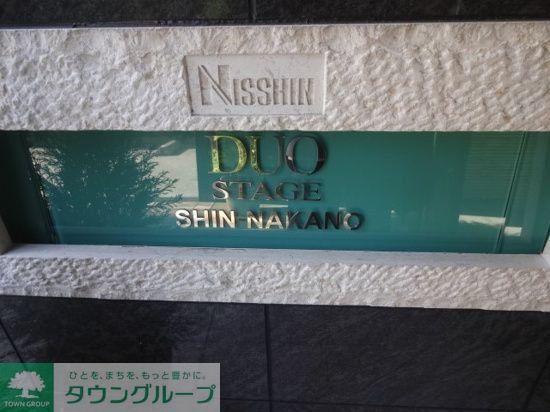 NISSHIN
DUO
STAGE
SHIN-NAKANO
ひとを、まちを、もっと豊かに。
タウングループ
TOWN GROUP